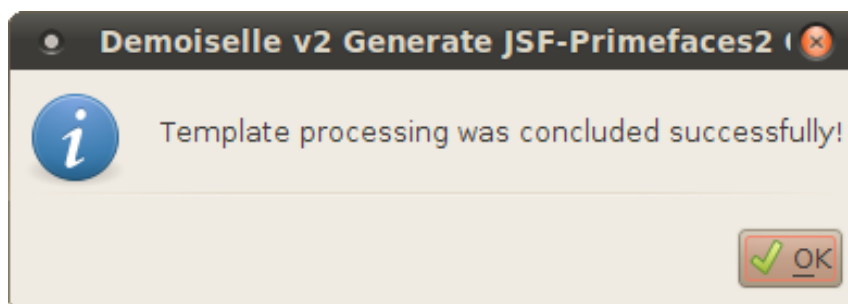 Demoiselle v2 Generate JSF-Primefaces2
Template processing was concluded successfully!
OK